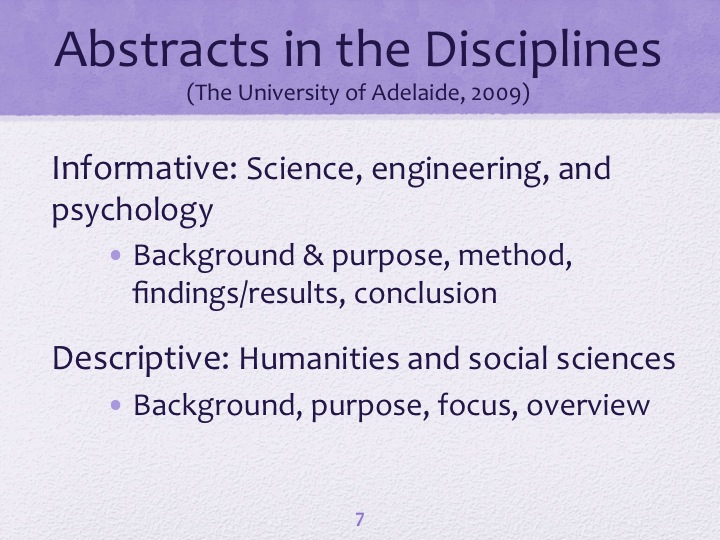 Abstracts in the Disciplines
(The University of Adelaide, 2009)
Informative: Science, engineering, and
psychology
• Background & purpose, method,
findings/results, conclusion
Descriptive: Humanities and social sciences
• Background, purpose, focus, overview
7